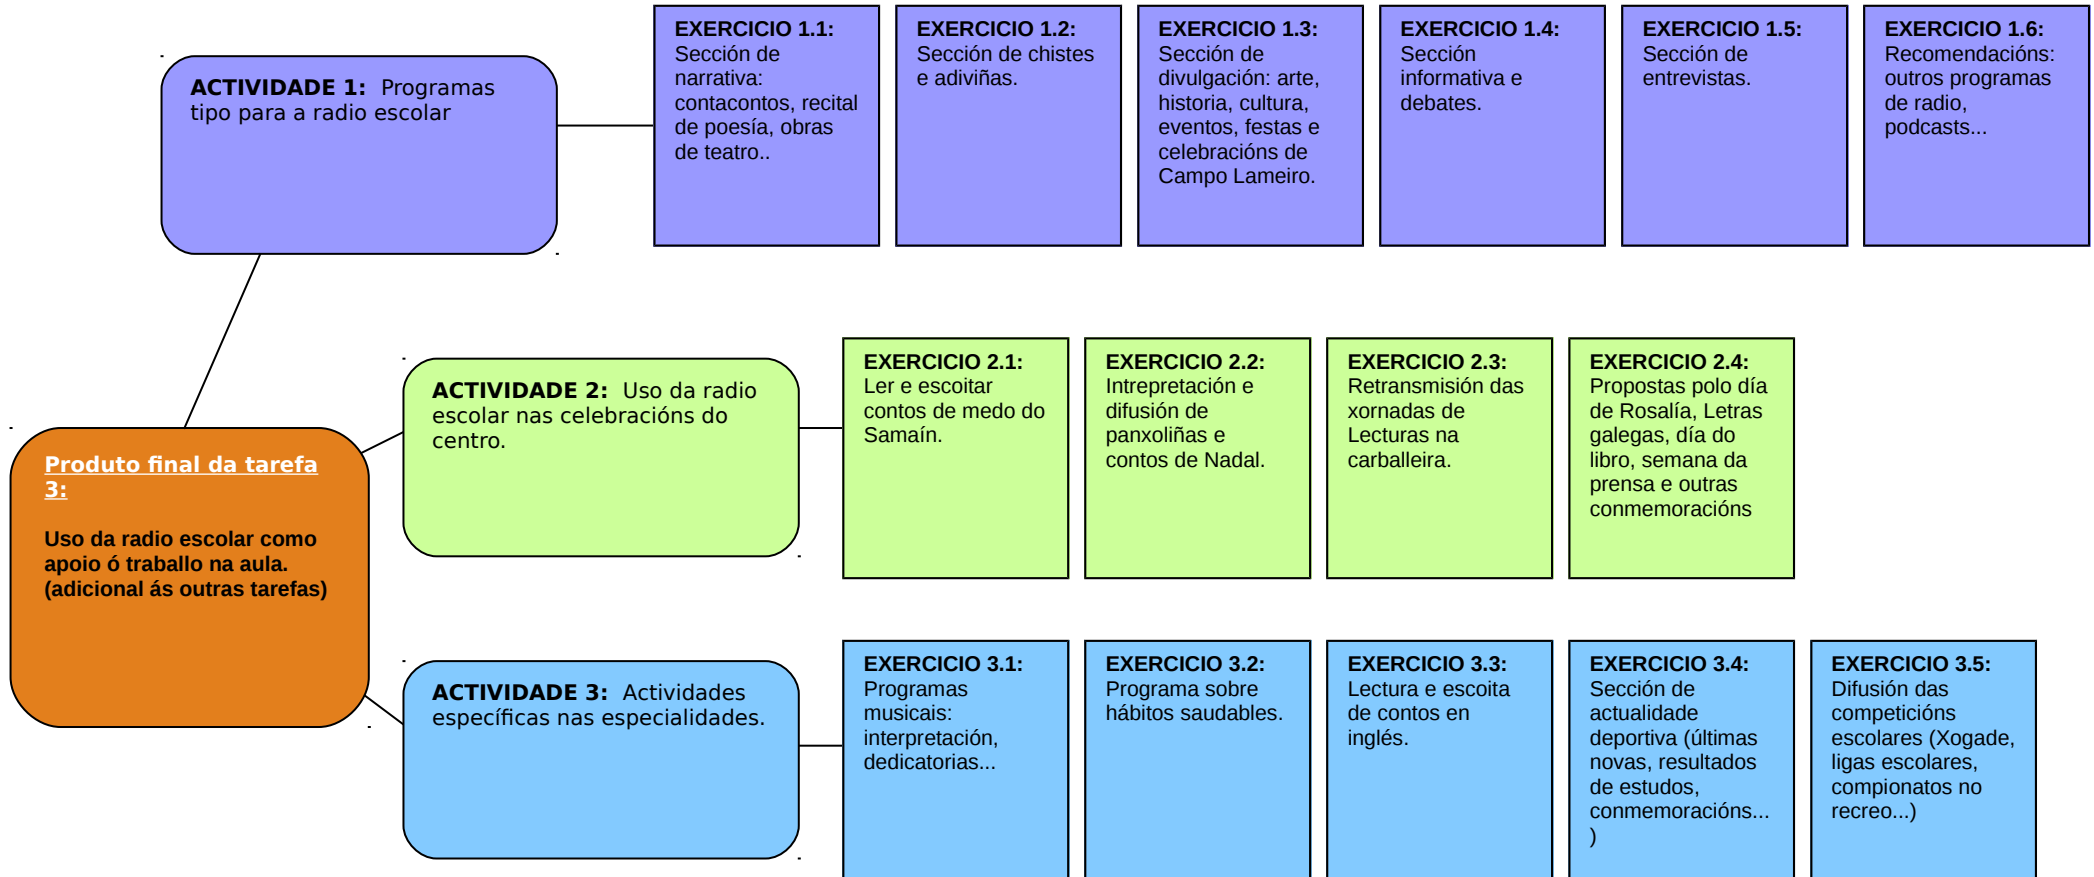 ACTIVIDADE 1:  Programas
tipo para a radio escolar
EXERCICIO 1.1:
Sección de
narrativa:
contacontos, recital
de poesía, obras
de teatro..
EXERCICIO 1.2:
Sección de chistes
e adiviñas.
EXERCICIO 1.3:
Sección de
divulgación: arte,
historia, cultura,
eventos, festas e
celebracións de
Campo Lameiro.
EXERCICIO 1.4:
Sección
informativa e
debates.
EXERCICIO 1.5:
Sección de
entrevistas.
EXERCICIO 1.6:
Recomendacións:
outros programas
de radio,
podcasts...
Produto final da tarefa
3:
Uso da radio escolar como
apoio ó traballo na aula.
(adicional ás outras tarefas)
ACTIVIDADE 2:  Uso da radio
escolar nas celebracións do
centro.
EXERCICIO 2.1:
Ler e escoitar
contos de medo do
Samaín.
EXERCICIO 2.2:
Intrepretación e
difusión de
panxoliñas e
contos de Nadal.
EXERCICIO 2.3:
Retransmisión das
xornadas de
Lecturas na
carballeira.
EXERCICIO 2.4:
Propostas polo día
de Rosalía, Letras
galegas, día do
libro, semana da
prensa e outras
conmemoracións
ACTIVIDADE 3:  Actividades
específicas nas especialidades.
EXERCICIO 3.1:
Programas
musicais:
interpretación,
dedicatorias...
EXERCICIO 3.2:
Programa sobre
hábitos saudables.
EXERCICIO 3.3:
Lectura e escoita
de contos en
inglés.
EXERCICIO 3.4:
Sección de
actualidade
deportiva (últimas
novas, resultados
de estudos,
conmemoracións...
)
EXERCICIO 3.5:
Difusión das
competicións
escolares (Xogade,
ligas escolares,
compionatos no
recreo...)